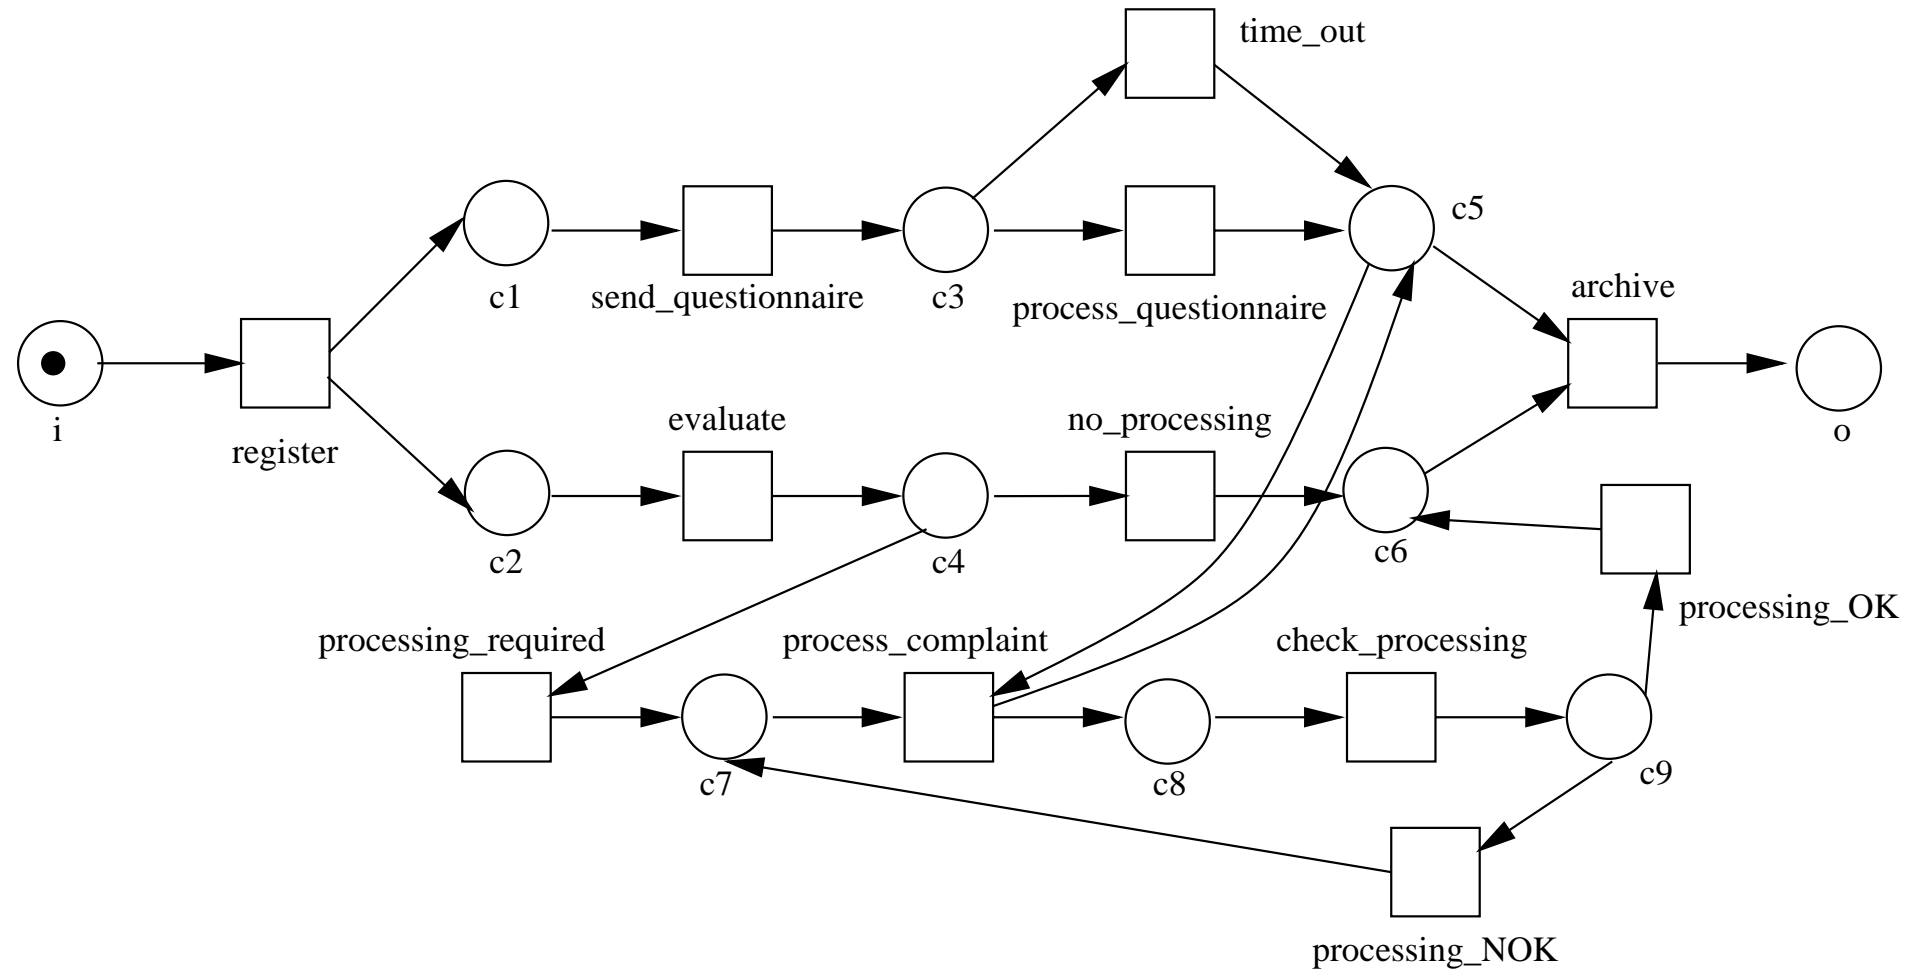 time_out
c5
c1
send_questionnaire
c3
process_questionnaire
archive
i
register
evaluate
no_processing
o
c2
c4
c6
processing_OK
processing_required
process_complaint
check_processing
c7
c8
c9
processing_NOK